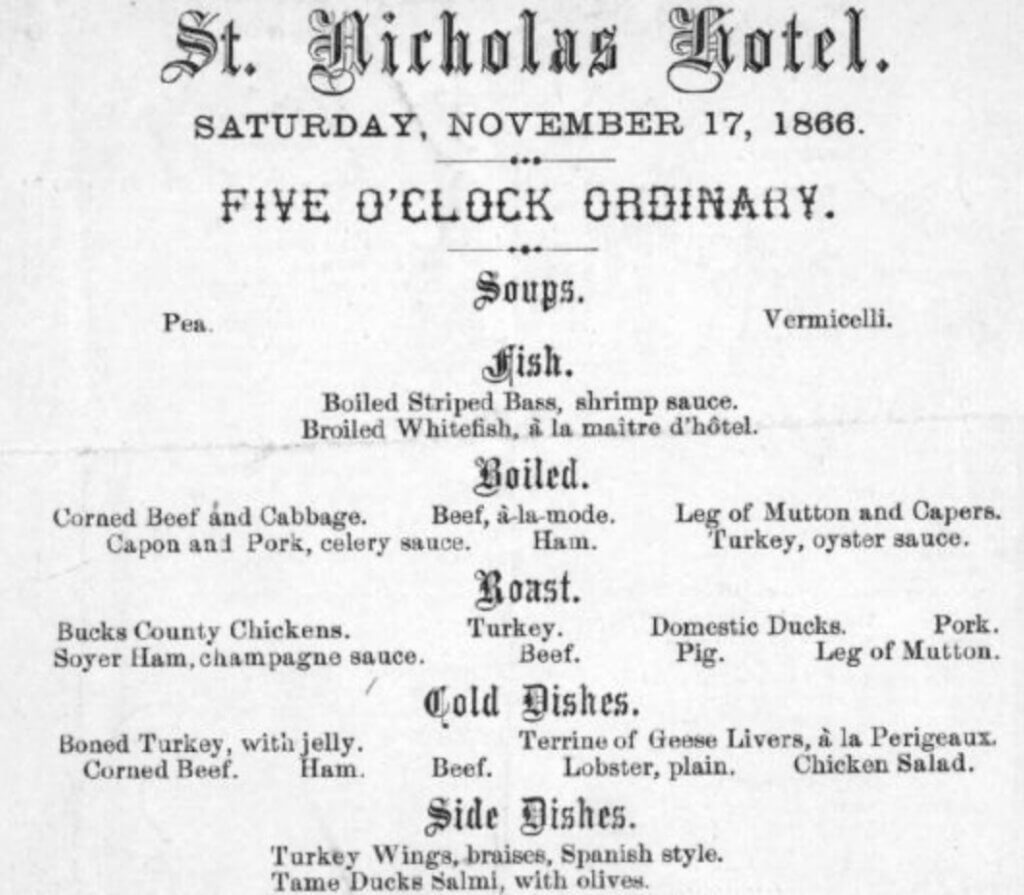 St. Nicholas Hotel.
SATURDAY, NOVEMBER 17, 1866.
FIVE O'CLOCK ORDINARY.
Soups.
Pea. Vermicelli.
Fish.
Boiled Striped Bass, shrimp sauce.
Broiled Whitefish, à la maitre d'hôtel.
Boiled.
Corned Beef and Cabbage. Beef, à-la-mode. Leg of Mutton and Capers.
Capon and Pork, celery sauce. Ham. Turkey, oyster sauce.
Roast.
Bucks County Chickens. Turkey. Domestic Ducks. Pork.
Soyer Ham, champagne sauce. Beef. Pig. Leg of Mutton.
Cold Dishes.
Boned Turkey, with jelly. Terrine of Geese Livers, à la Perigeaux.
Corned Beef. Ham. Beef. Lobster, plain. Chicken Salad.
Side Dishes.
Turkey Wings, braises, Spanish style.
Tame Ducks Salmi, with olives.